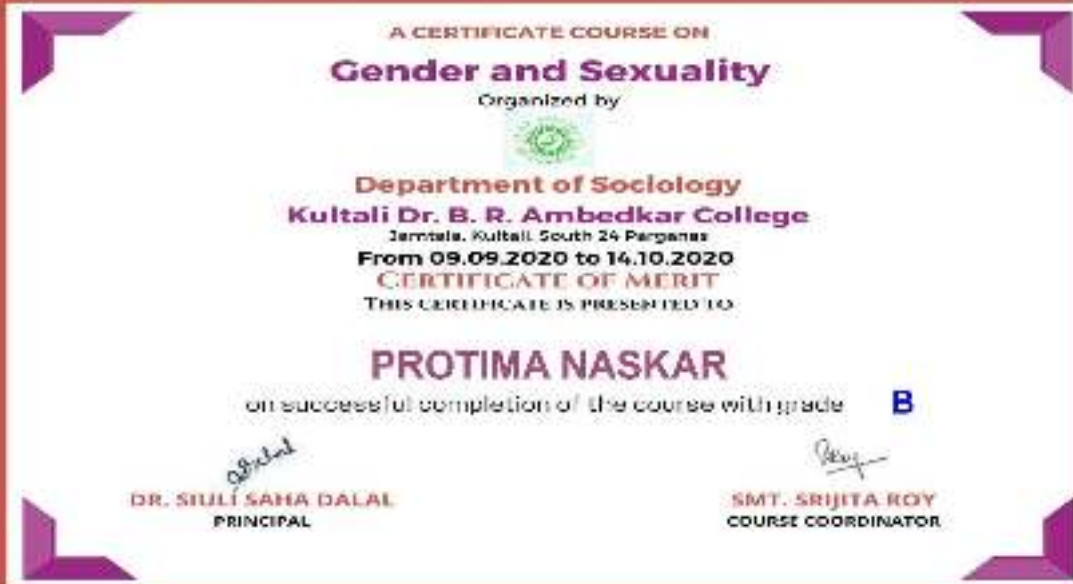 A CERTIFICATE COURSE ON
Gender and Sexuality
Organized by
Department of Sociology
Kultali Dr. B. R. Ambedkar College
Jamtala, Kultali, South 24 Parganas
From 09.09.2020 to 14.10.2020
CERTIFICATE OF MERIT
THIS CERTIFICATE IS PRESENTED TO
PROTIMA NASKAR
on successful completion of the course with grade B
DR. SIULI SAHA DALAL
SMT. SRIJITA ROY
PRINCIPAL
COURSE COORDINATOR